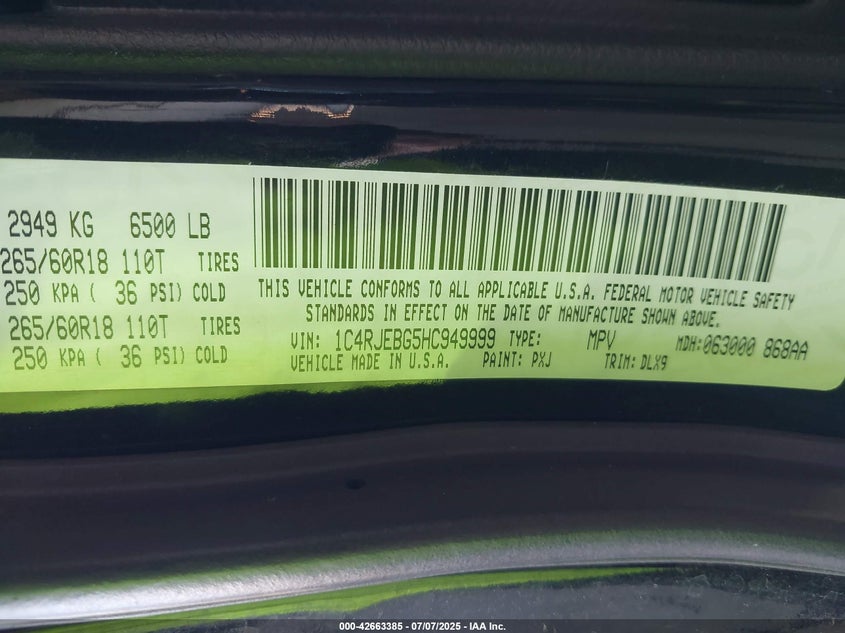 2949 KG 6500 LB
265/60R18 110T TIRES
250 KPA ( 36 PSI) COLD
265/60R18 110T TIRES
250 KPA ( 36 PSI) COLD
THIS VEHICLE CONFORMS TO ALL APPLICABLE U.S.A. FEDERAL MOTOR VEHICLE SAFETY
STANDARDS IN EFFECT ON THE DATE OF MANUFACTURE SHOWN ABOVE.
VIN: 1C4RJEBG5HC949999 TYPE: MPV MDH:063000 868AA
VEHICLE MADE IN U.S.A. PAINT: PXJ TRIM: DLX9
000-42663385 - 07/07/2025 - IAA Inc.